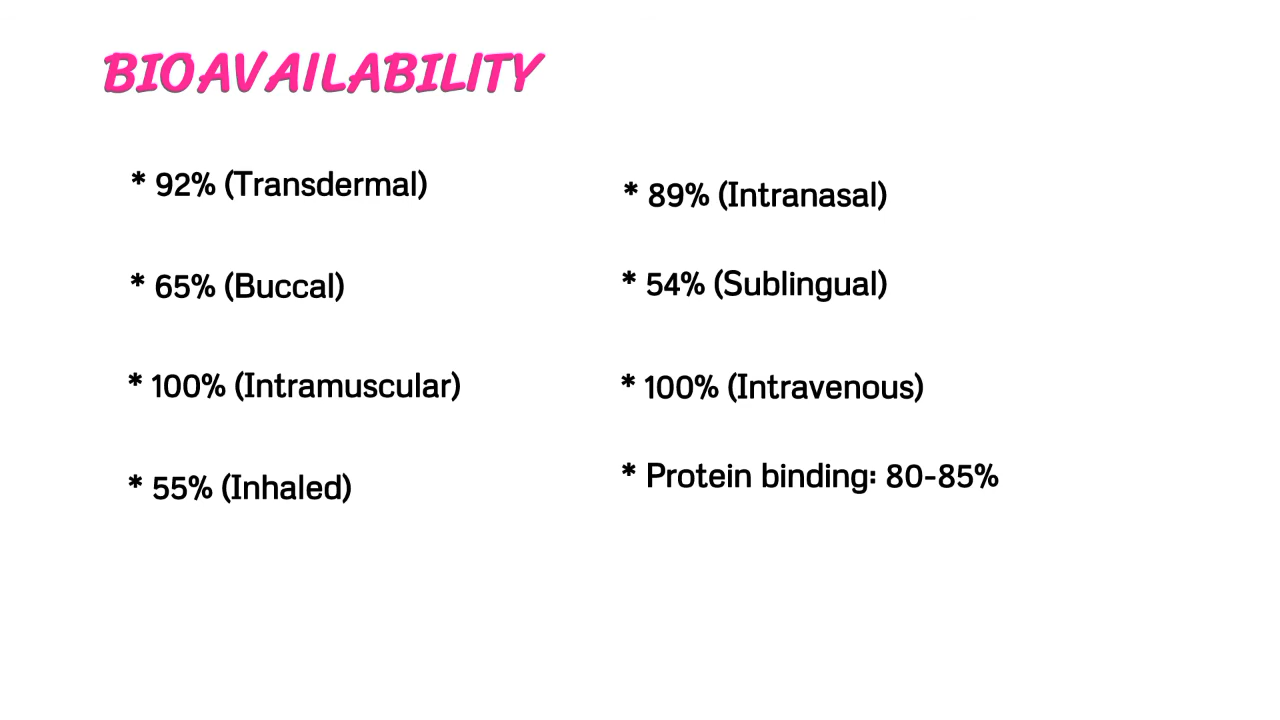 BIOAVAILABILITY
* 92% (Transdermal)
* 65% (Buccal)
* 100% (Intramuscular)
* 55% (Inhaled)
* 89% (Intranasal)
* 54% (Sublingual)
* 100% (Intravenous)
* Protein binding: 80-85%